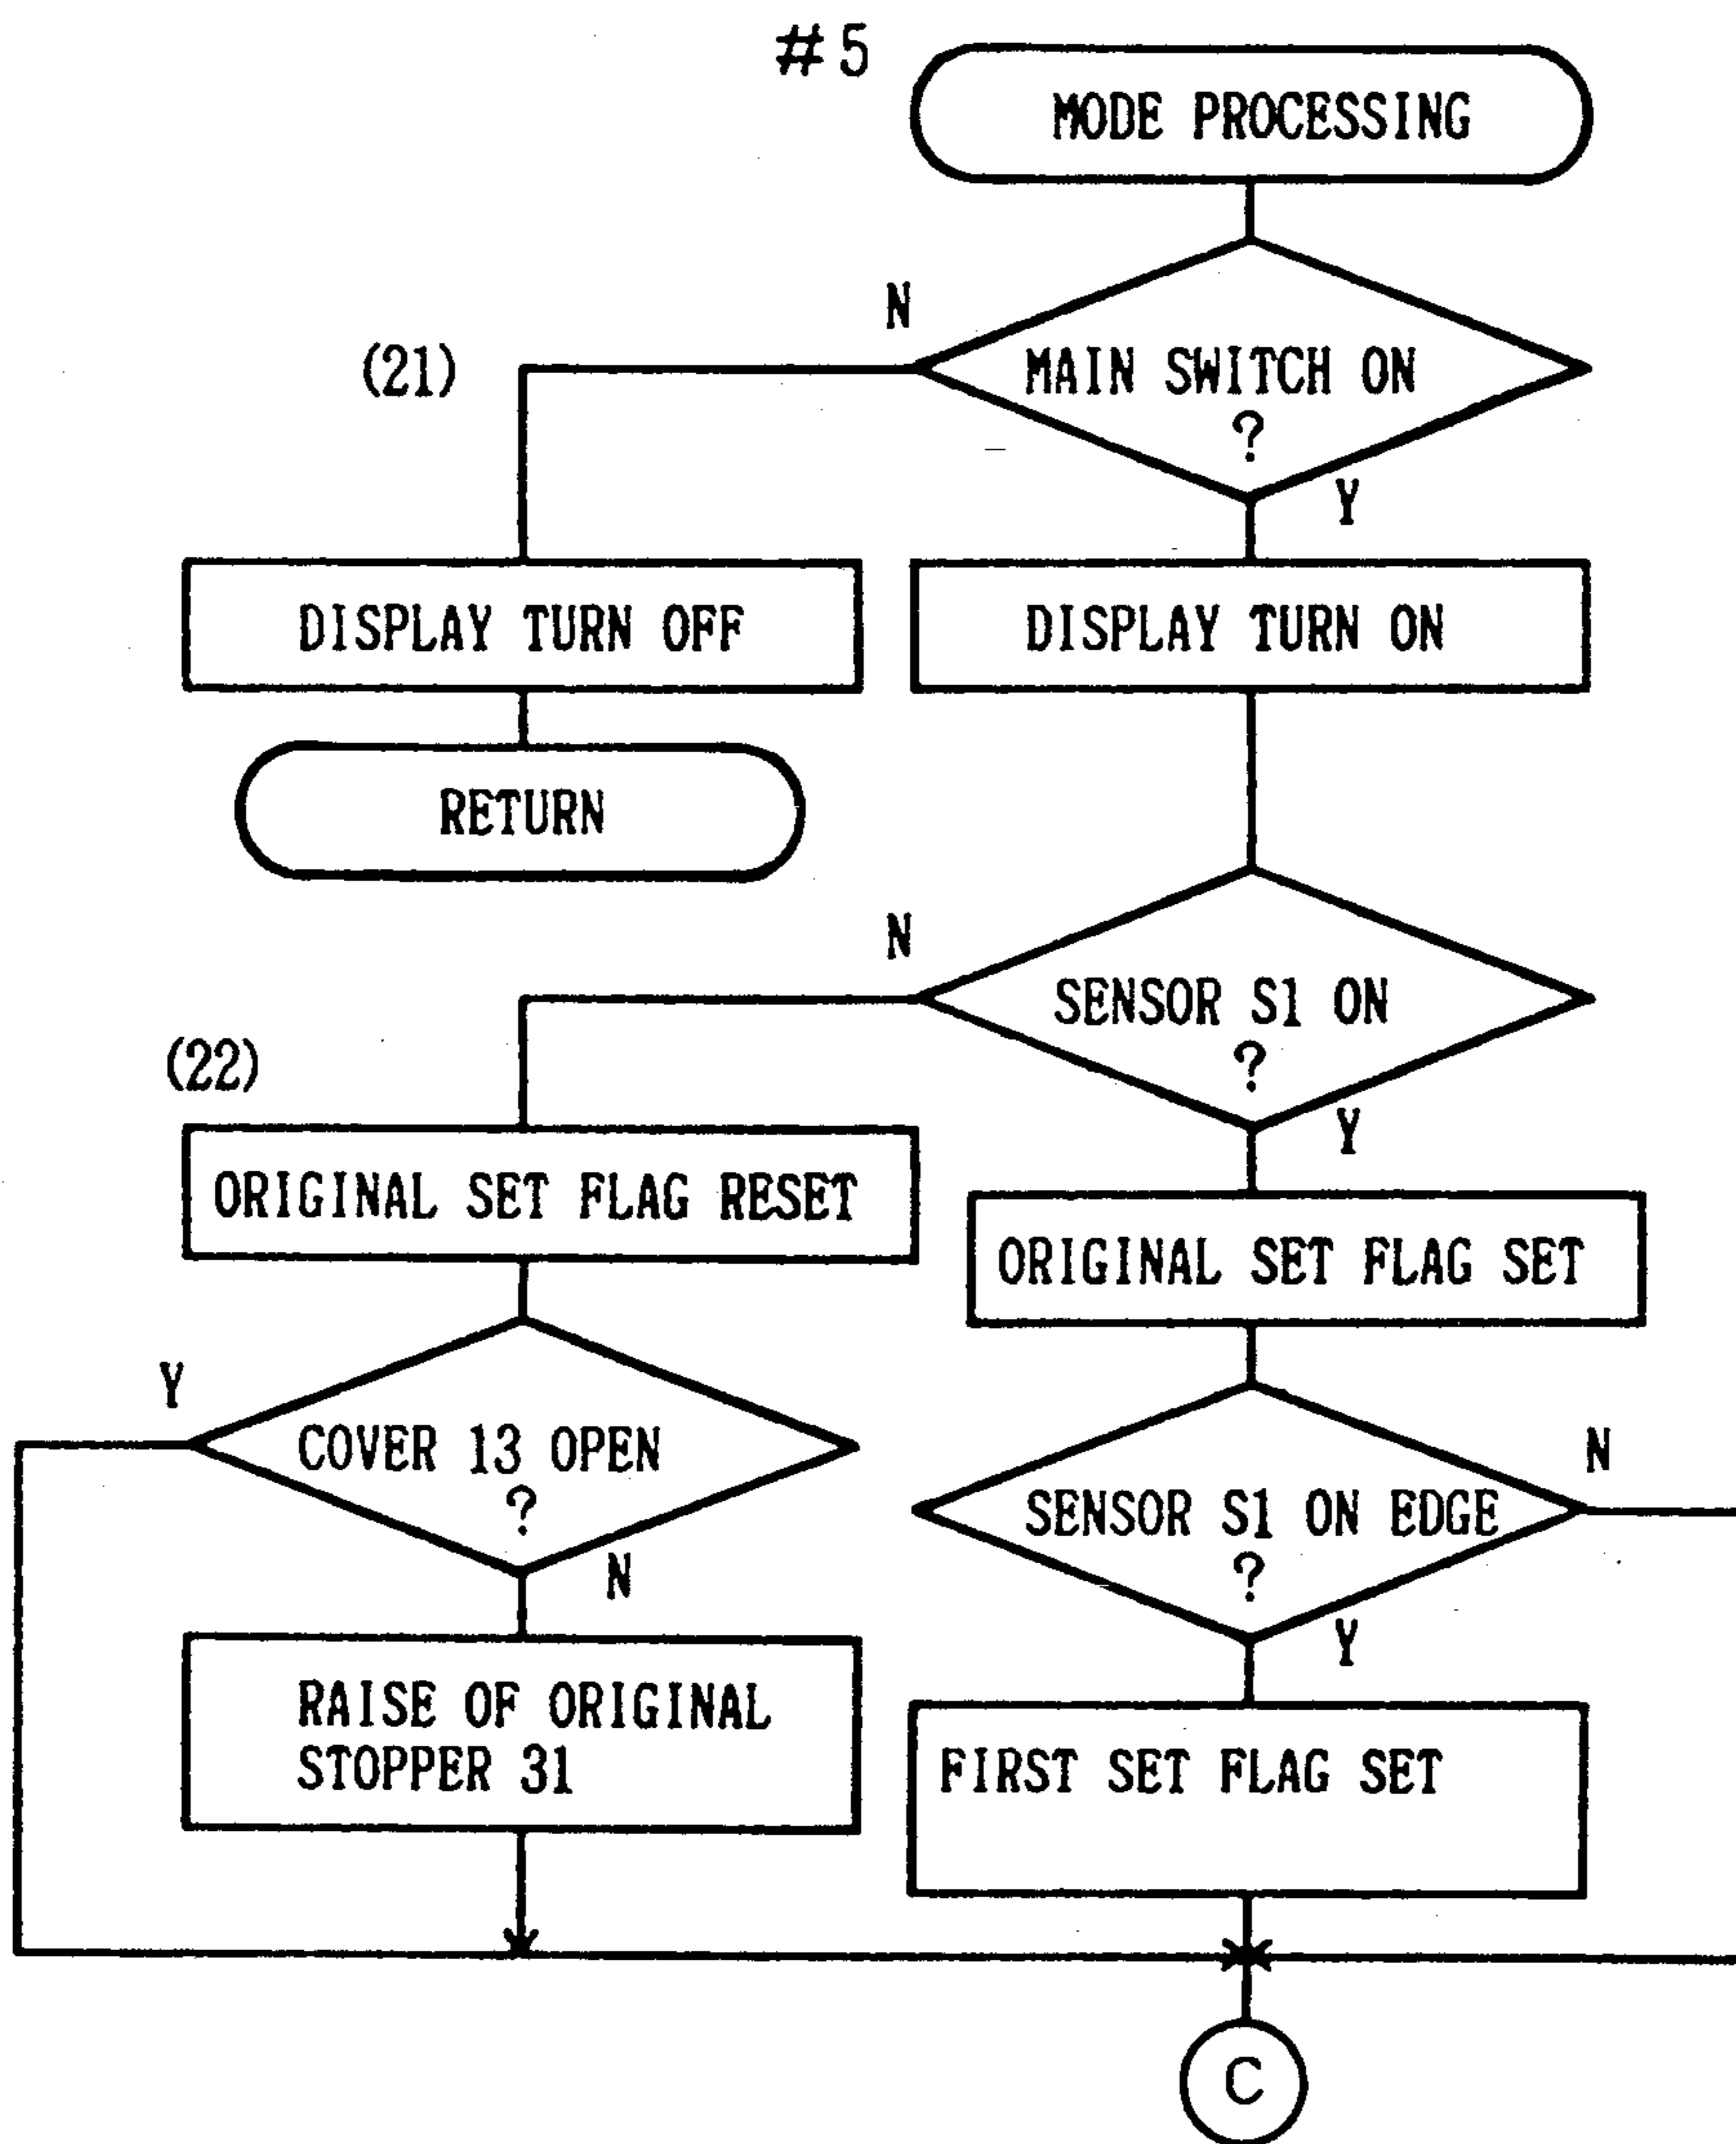 #5
MODE PROCESSING
N
(21)
MAIN SWITCH ON
?
Y
DISPLAY TURN OFF
DISPLAY TURN ON
RETURN
N
SENSOR S1 ON
?
(22)
Y
ORIGINAL SET FLAG RESET
ORIGINAL SET FLAG SET
Y
COVER 13 OPEN
?
N
N
SENSOR S1 ON EDGE
?
Y
RAISE OF ORIGINAL
STOPPER 31
FIRST SET FLAG SET
C